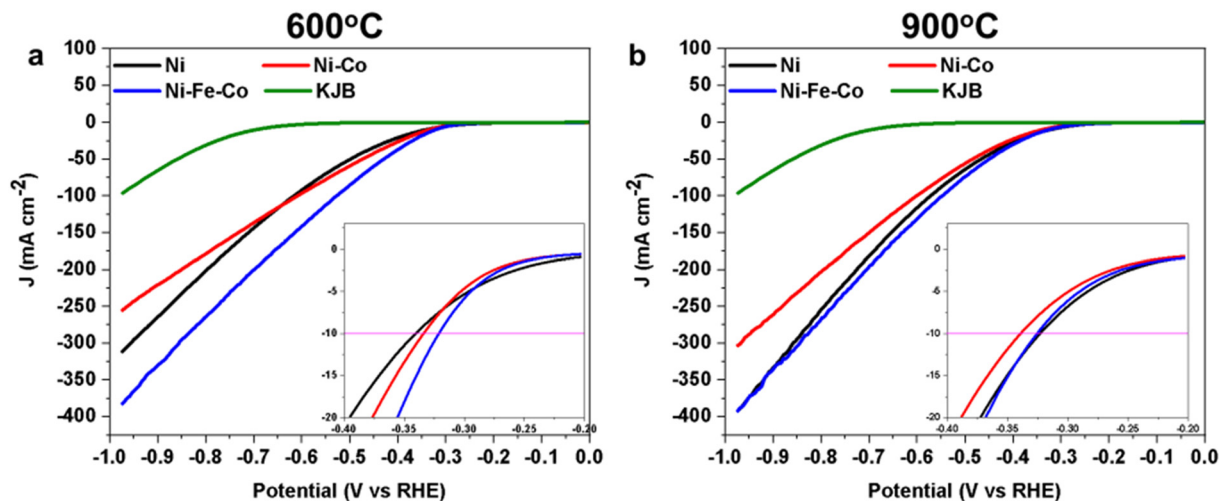 600°C
a
Ni
Ni-Co
Ni-Fe-Co
KJB
100
50
0
-50
-100
-150
-200
-250
-300
-350
-400
J (mA cm-2)
-1.0 -0.9 -0.8 -0.7 -0.6 -0.5 -0.4 -0.3 -0.2 -0.1 0.0
Potential (V vs RHE)
0
-5
-10
-15
-20
-0.40 -0.35 -0.30 -0.25 -0.20
900°C
b
Ni
Ni-Co
Ni-Fe-Co
KJB
100
50
0
-50
-100
-150
-200
-250
-300
-350
-400
J (mA cm-2)
-1.0 -0.9 -0.8 -0.7 -0.6 -0.5 -0.4 -0.3 -0.2 -0.1 0.0
Potential (V vs RHE)
0
-5
-10
-15
-20
-0.40 -0.35 -0.30 -0.25 -0.20